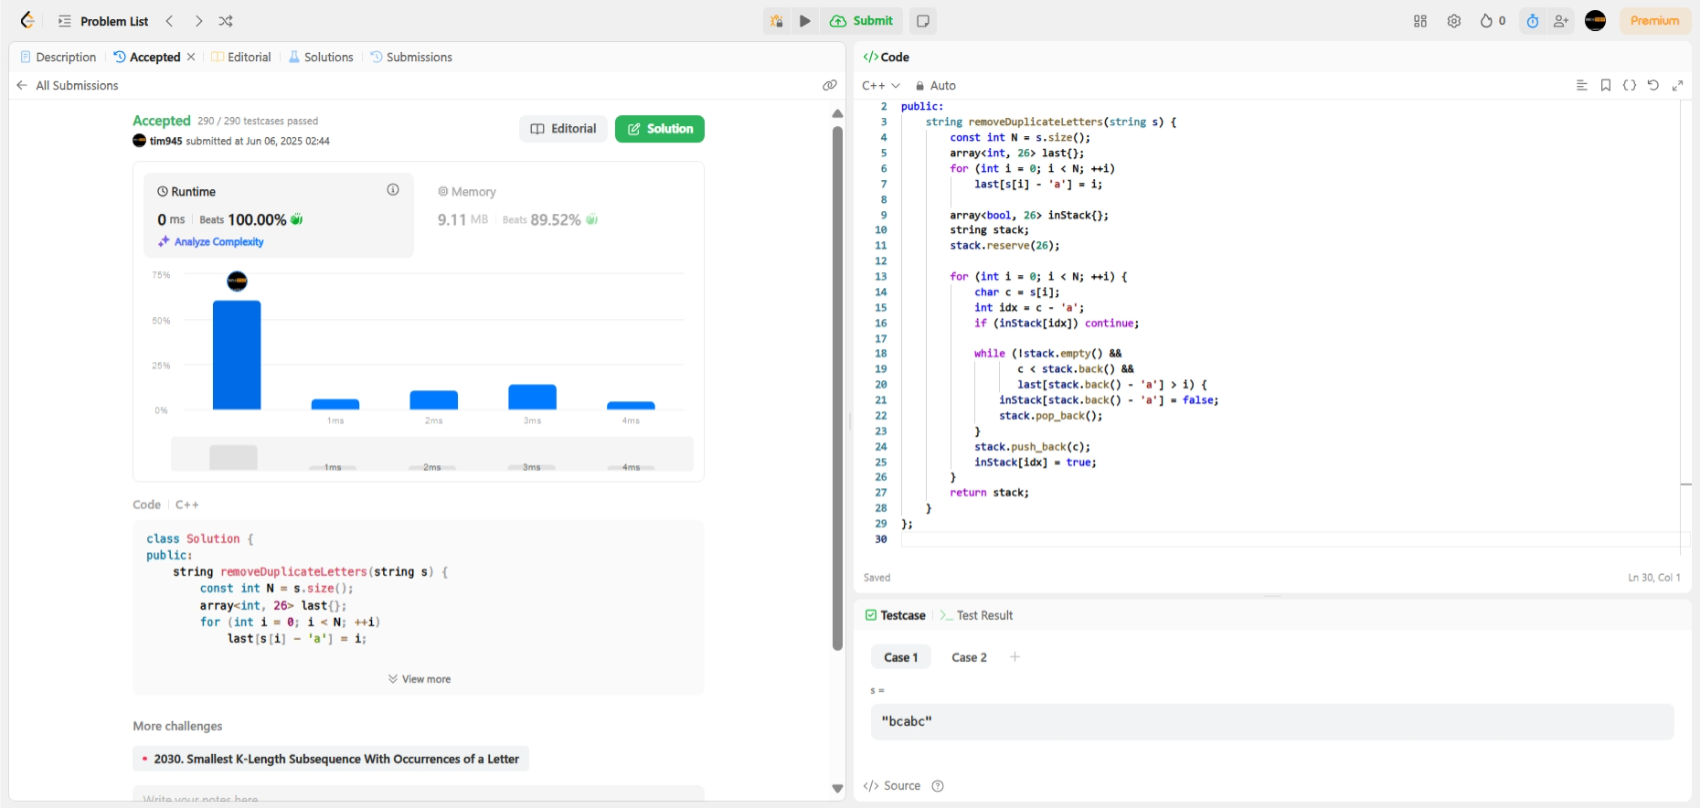 Problem List
Submit
0
Premium
Description
Accepted
Editorial
Solutions
Submissions
All Submissions
Accepted 290 / 290 testcases passed
tim945 submitted at Jun 06, 2025 02:44
Editorial
Solution
Runtime
0 ms Beats 100.00%
Analyze Complexity
Memory
9.11 MB Beats 89.52%
75%
50%
25%
0%
1ms 2ms 3ms 4ms
1ms 2ms 3ms 4ms
Code C++
class Solution {
public:
    string removeDuplicateLetters(string s) {
        const int N = s.size();
        array<int, 26> last{};
        for (int i = 0; i < N; ++i)
            last[s[i] - 'a'] = i;
View more
More challenges
2030. Smallest K-Length Subsequence With Occurrences of a Letter
Write your notes here
</> Code
C++ Auto
2 public:
3     string removeDuplicateLetters(string s) {
4         const int N = s.size();
5         array<int, 26> last{};
6         for (int i = 0; i < N; ++i)
7             last[s[i] - 'a'] = i;
8
9         array<bool, 26> inStack{};
10         string stack;
11         stack.reserve(26);
12
13         for (int i = 0; i < N; ++i) {
14             char c = s[i];
15             int idx = c - 'a';
16             if (inStack[idx]) continue;
17
18             while (!stack.empty() &&
19                    c < stack.back() &&
20                    last[stack.back() - 'a'] > i) {
21                 inStack[stack.back() - 'a'] = false;
22                 stack.pop_back();
23             }
24             stack.push_back(c);
25             inStack[idx] = true;
26         }
27         return stack;
28     }
29 };
30
Saved
Ln 30, Col 1
Testcase
Test Result
Case 1
Case 2
+
s =
"bcabc"
</> Source